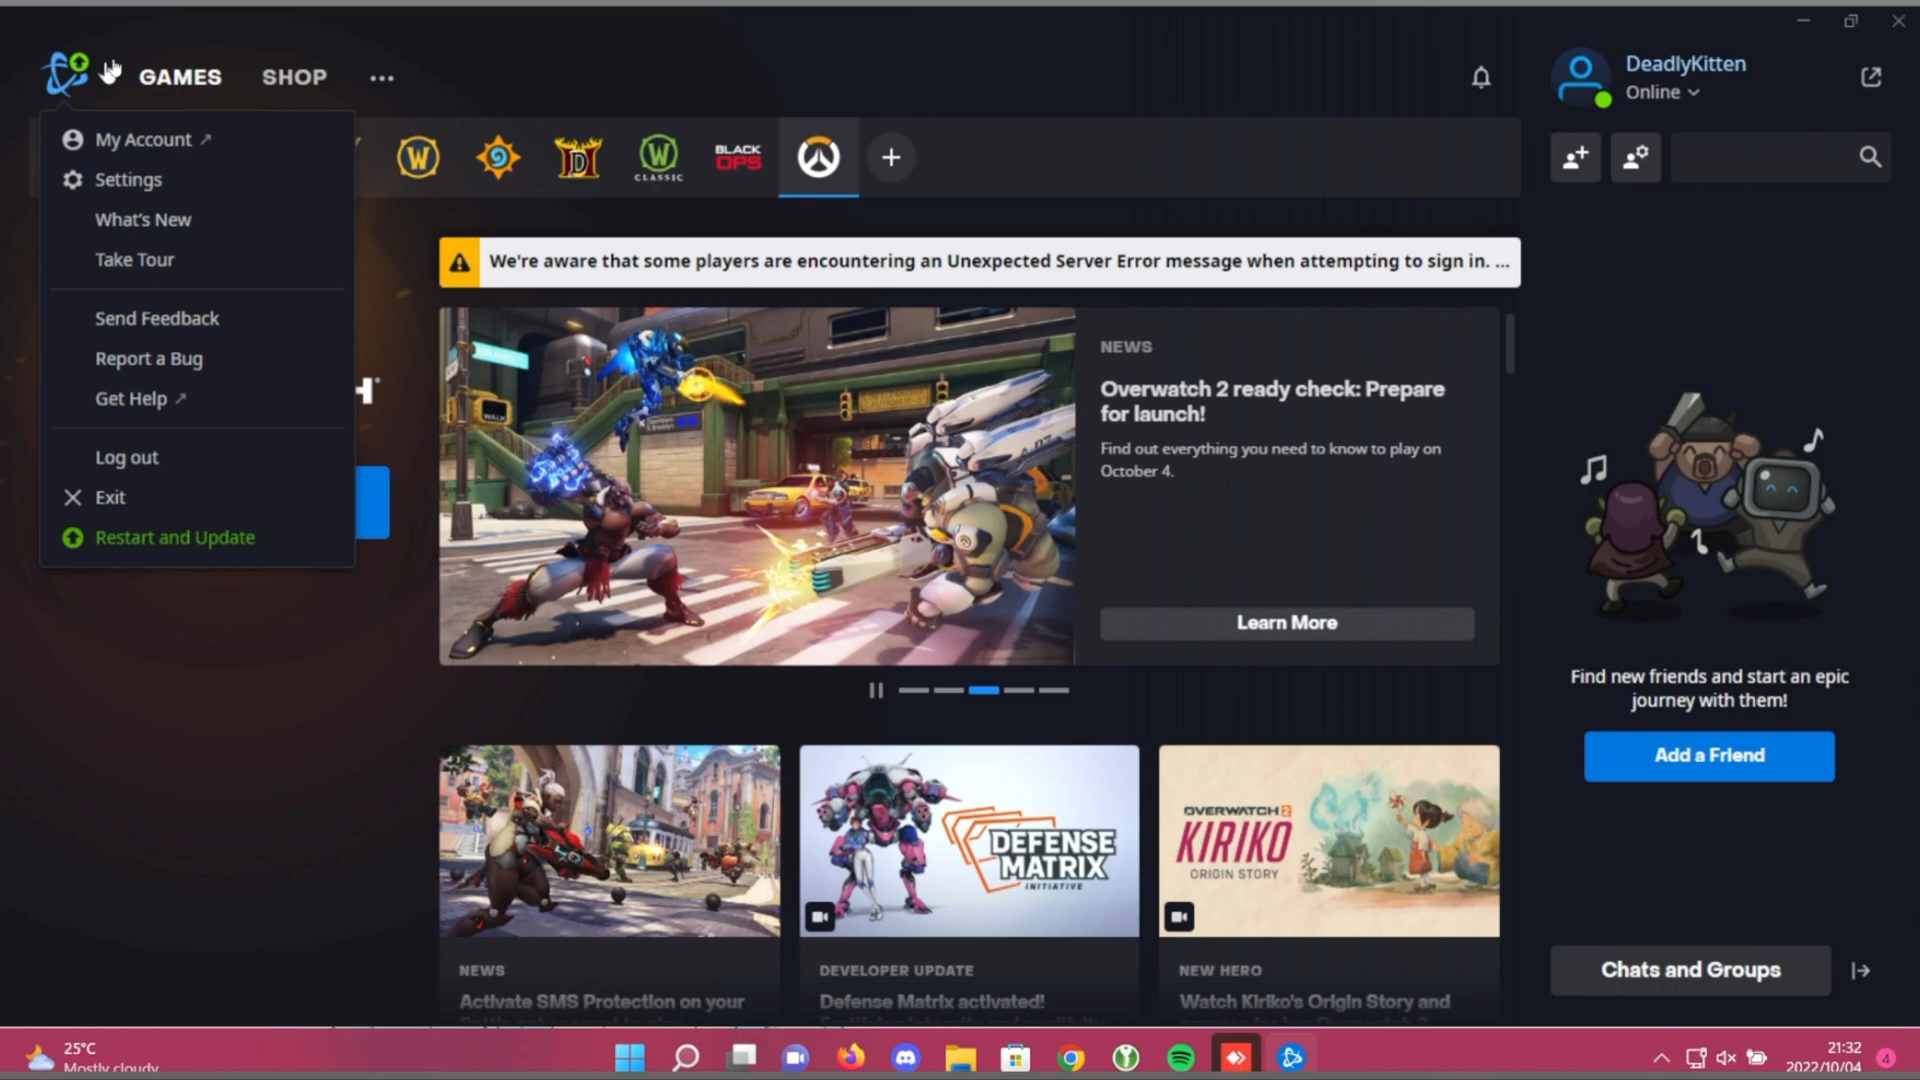 GAMES
SHOP
DeadlyKitten
Online
My Account
Settings
What's New
Take Tour
Send Feedback
Report a Bug
Get Help
Log out
Exit
Restart and Update
CLASSIC
BLACK
OPS
We're aware that some players are encountering an Unexpected Server Error message when attempting to sign in. ...
WALK
NEWS
Overwatch 2 ready check: Prepare
for launch!
Find out everything you need to know to play on
October 4.
Learn More
Find new friends and start an epic
journey with them!
Add a Friend
DEFENSE
MATRIX
INITIATIVE
OVERWATCH 2
KIRIKO
ORIGIN STORY
NEWS
Activate SMS Protection on your
DEVELOPER UPDATE
Defense Matrix activated!
NEW HERO
Watch Kiriko's Origin Story and
Chats and Groups
25°C
Mostly cloudy
21:32
2022/10/04
4